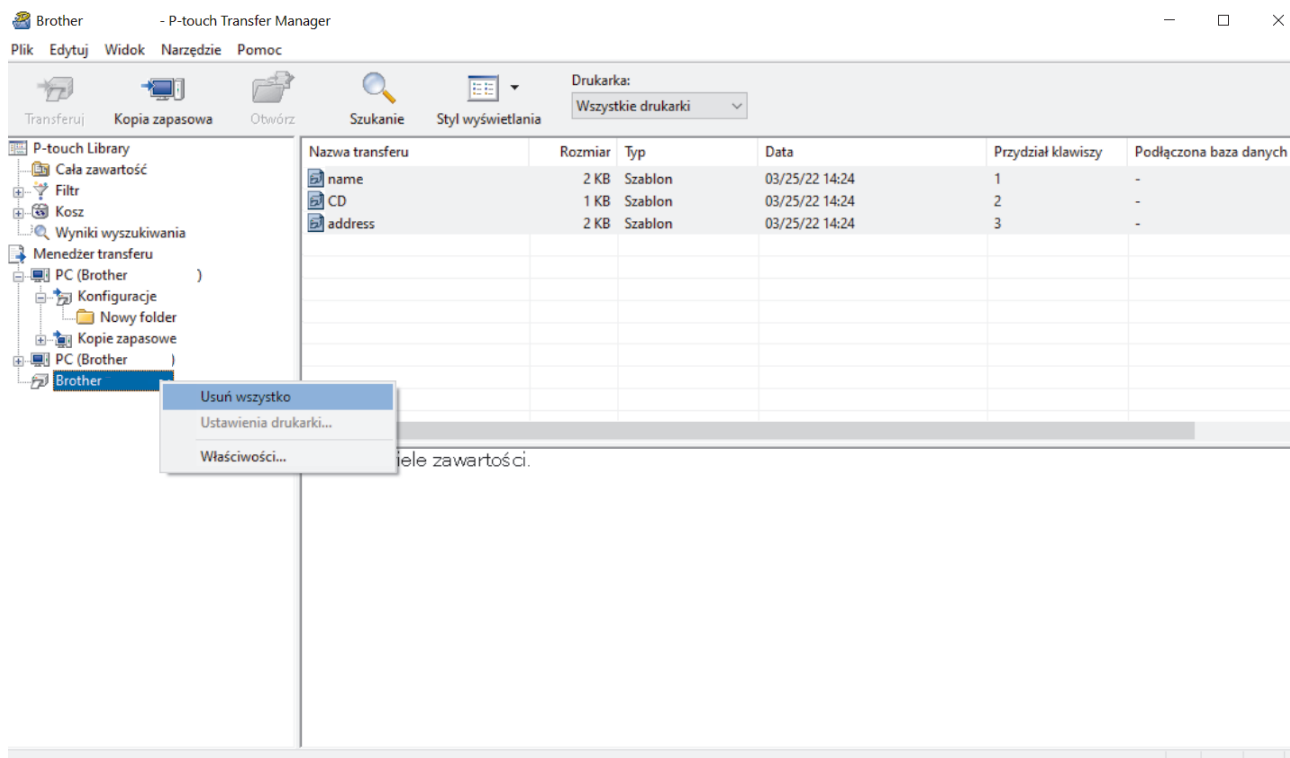 Brother - P-touch Transfer Manager
Plik Edytuj Widok Narzędzie Pomoc
Transferuj Kopia zapasowa Otwórz Szukanie Styl wyświetlania
Drukarka:
Wszystkie drukarki
P-touch Library
Cała zawartość
Filtr
Kosz
Wyniki wyszukiwania
Menedżer transferu
PC (Brother )
Konfiguracje
Nowy folder
Kopie zapasowe
PC (Brother )
Brother
Usuń wszystko
Ustawienia drukarki...
Właściwości...
Nazwa transferu Rozmiar Typ Data Przydział klawiszy Podłączona baza danych
name 2 KB Szablon 03/25/22 14:24 1 -
CD 1 KB Szablon 03/25/22 14:24 2 -
address 2 KB Szablon 03/25/22 14:24 3 -
zawartości.